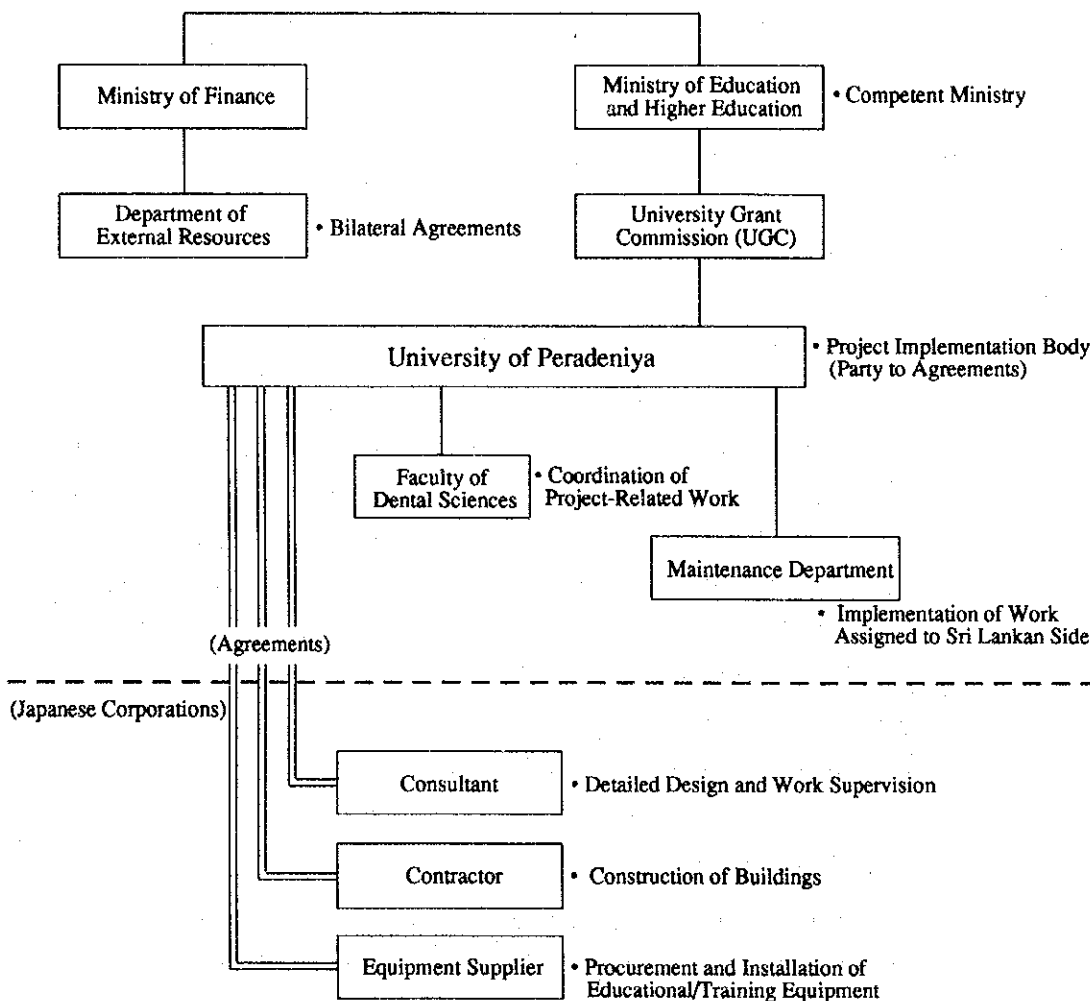 Ministry of Finance
Ministry of Education
and Higher Education
• Competent Ministry
Department of
External Resources
• Bilateral Agreements
University Grant
Commission (UGC)
University of Peradeniya
• Project Implementation Body
(Party to Agreements)
Faculty of
Dental Sciences
• Coordination of
Project-Related Work
Maintenance Department
• Implementation of Work
Assigned to Sri Lankan Side
(Agreements)
(Japanese Corporations)
Consultant
• Detailed Design and Work Supervision
Contractor
• Construction of Buildings
Equipment Supplier
• Procurement and Installation of
Educational/Training Equipment